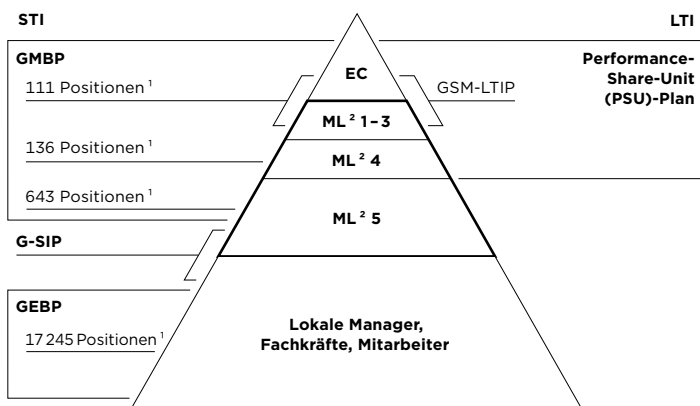 STI
LTI
GMBP
111 Positionen ¹
136 Positionen ¹
643 Positionen ¹
G-SIP
GEBP
17 245 Positionen ¹
EC
ML ² 1 – 3
ML ² 4
ML ² 5
Lokale Manager,
Fachkräfte, Mitarbeiter
GSM-LTIP
Performance-
Share-Unit
(PSU)-Plan